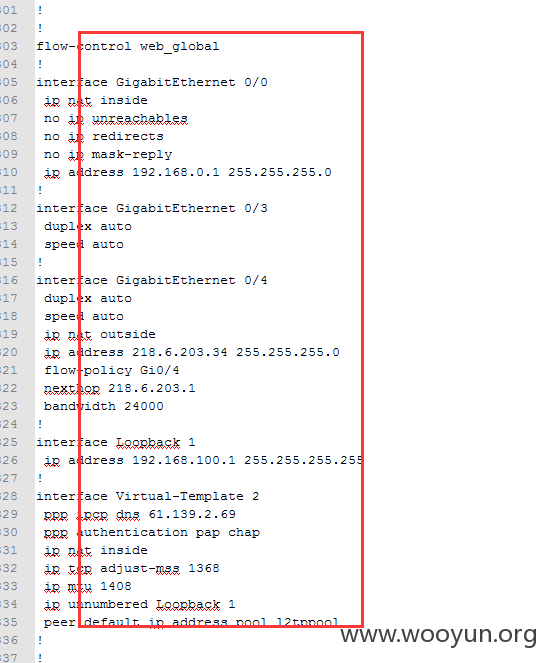 301 !
302 !
303 flow-control web_global
304 !
305 interface GigabitEthernet 0/0
306 ip nat inside
307 no ip unreachables
308 no ip redirects
309 no ip mask-reply
310 ip address 192.168.0.1 255.255.255.0
311 !
312 interface GigabitEthernet 0/3
313 duplex auto
314 speed auto
315 !
316 interface GigabitEthernet 0/4
317 duplex auto
318 speed auto
319 ip nat outside
320 ip address 218.6.203.34 255.255.255.0
321 flow-policy Gi0/4
322 nexthop 218.6.203.1
323 bandwidth 24000
324 !
325 interface Loopback 1
326 ip address 192.168.100.1 255.255.255.255
327 !
328 interface Virtual-Template 2
329 ppp ipcp dns 61.139.2.69
330 ppp authentication pap chap
331 ip nat inside
332 ip tcp adjust-mss 1368
333 ip mtu 1408
334 ip unnumbered Loopback 1
335 peer default ip address pool l2tppool
336 !
337 !
www.wooyun.org